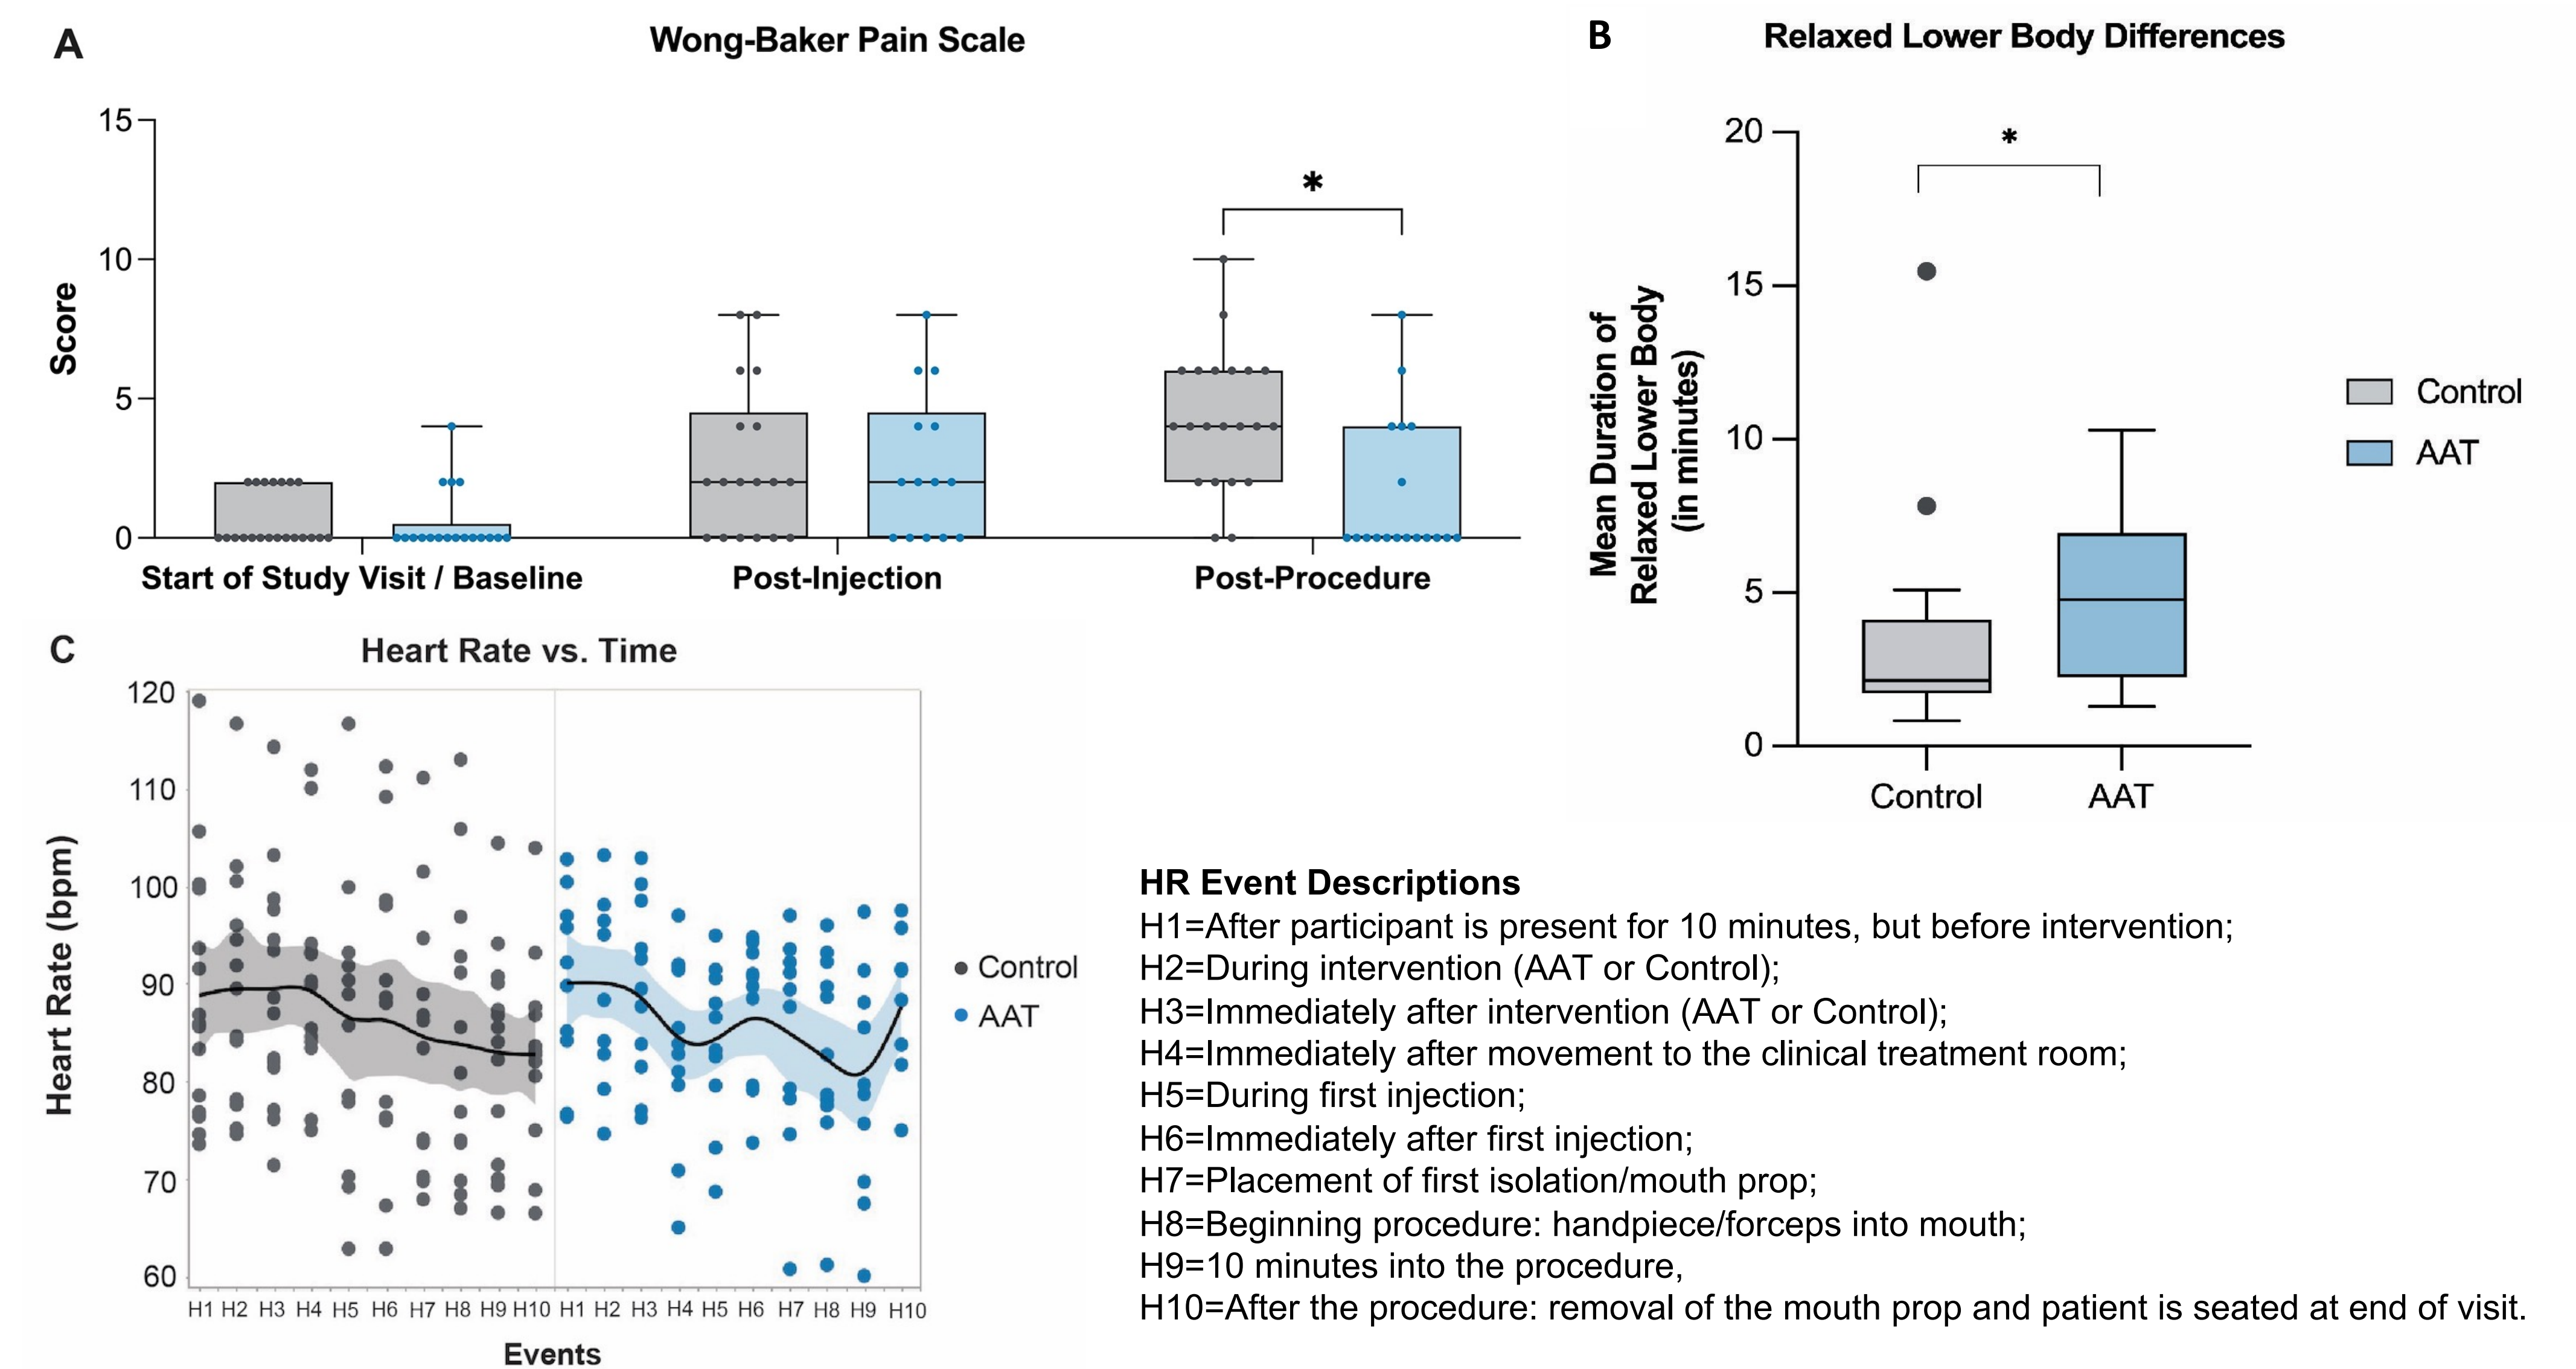 A
Wong-Baker Pain Scale
15
10
5
0
Score
*
Start of Study Visit / Baseline
Post-Injection
Post-Procedure
B
Relaxed Lower Body Differences
20
15
10
5
0
Mean Duration of
Relaxed Lower Body
(in minutes)
*
Control
AAT
Control
AAT
C
Heart Rate vs. Time
120
110
100
90
80
70
60
Heart Rate (bpm)
H1 H2 H3 H4 H5 H6 H7 H8 H9 H10 H1 H2 H3 H4 H5 H6 H7 H8 H9 H10
Events
Control
AAT
HR Event Descriptions
H1=After participant is present for 10 minutes, but before intervention;
H2=During intervention (AAT or Control);
H3=Immediately after intervention (AAT or Control);
H4=Immediately after movement to the clinical treatment room;
H5=During first injection;
H6=Immediately after first injection;
H7=Placement of first isolation/mouth prop;
H8=Beginning procedure: handpiece/forceps into mouth;
H9=10 minutes into the procedure,
H10=After the procedure: removal of the mouth prop and patient is seated at end of visit.